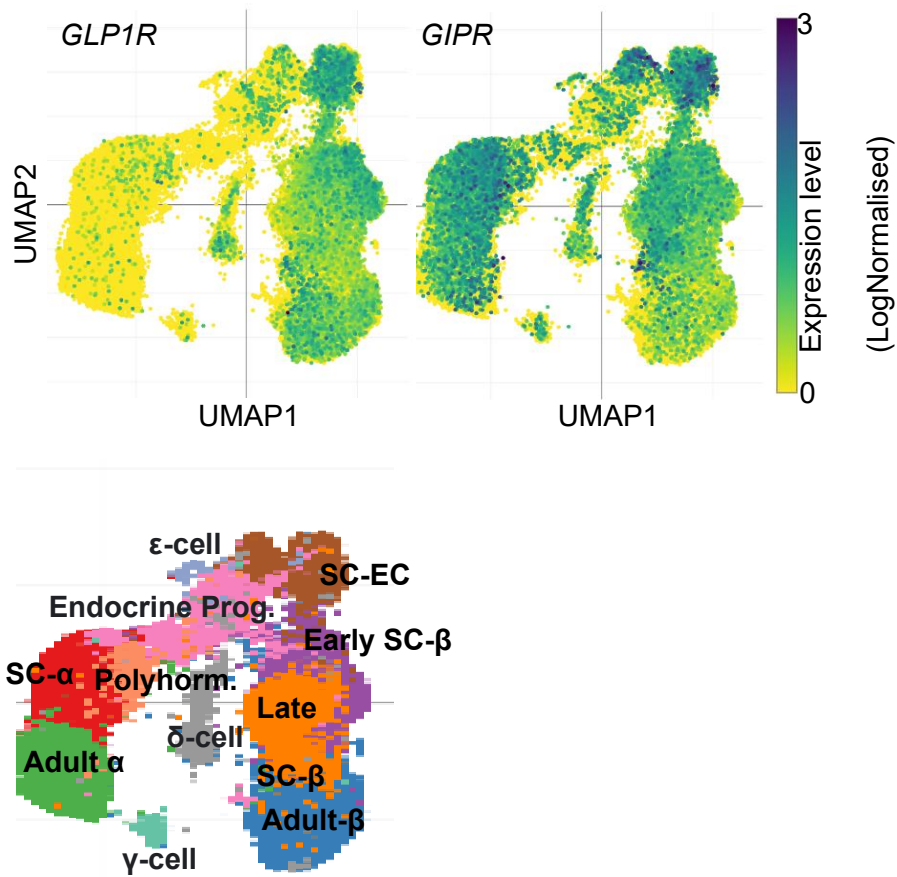 GLP1R
GIPR
3
Expression level
(LogNormalised)
0
UMAP2
UMAP1
UMAP1
ε-cell
SC-EC
Endocrine Prog.
Early SC-β
SC-α
Polyhorm.
Late
δ-cell
Adult α
SC-β
Adult-β
γ-cell